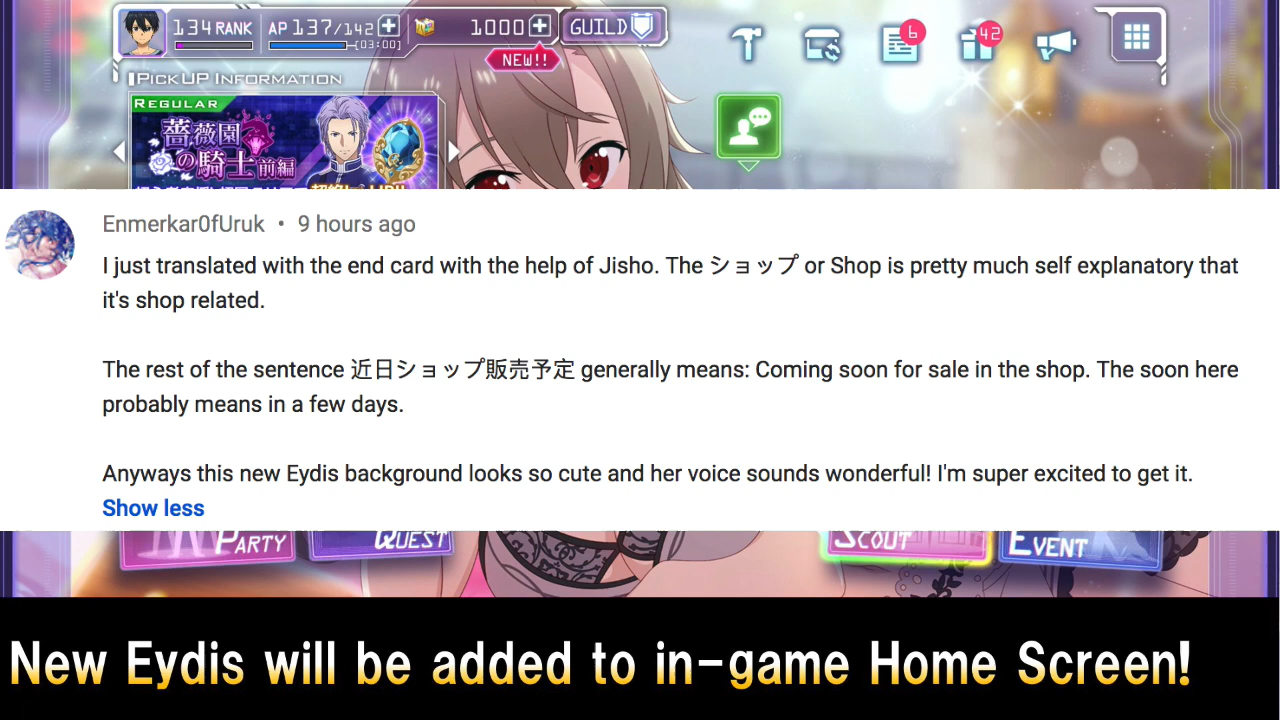 134 RANK AP 137/142 + 1000 + GUILD
(03:00)
NEW!!
6
42
PICK UP INFORMATION
REGULAR
薔薇園
の騎士 前編
Enmerkar0fUruk • 9 hours ago
I just translated with the end card with the help of Jisho. The ショップ or Shop is pretty much self explanatory that
it's shop related.
The rest of the sentence 近日ショップ販売予定 generally means: Coming soon for sale in the shop. The soon here
probably means in a few days.
Anyways this new Eydis background looks so cute and her voice sounds wonderful! I'm super excited to get it.
Show less
PARTY
QUEST
SCOUT
EVENT
New Eydis will be added to in-game Home Screen!